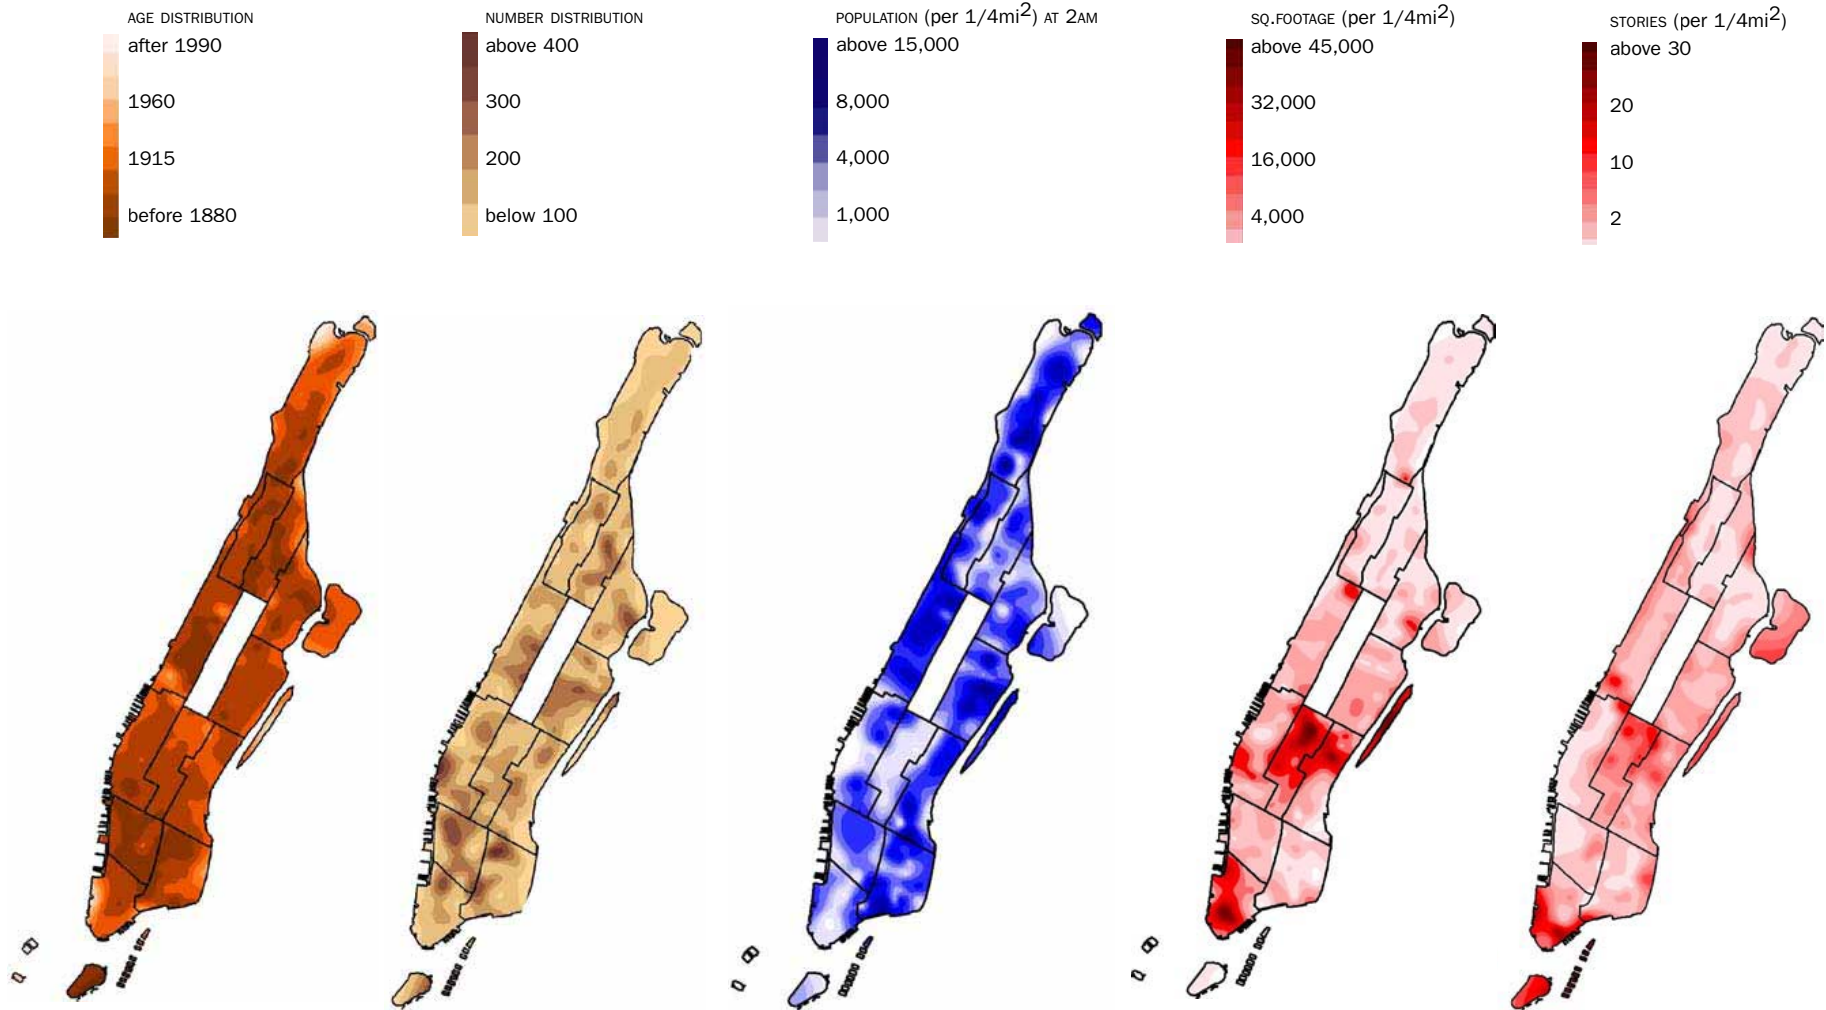 AGE DISTRIBUTION
after 1990
1960
1915
before 1880
NUMBER DISTRIBUTION
above 400
300
200
below 100
POPULATION (per 1/4mi2) AT 2AM
above 15,000
8,000
4,000
1,000
SQ.FOOTAGE (per 1/4mi2)
above 45,000
32,000
16,000
4,000
STORIES (per 1/4mi2)
above 30
20
10
2